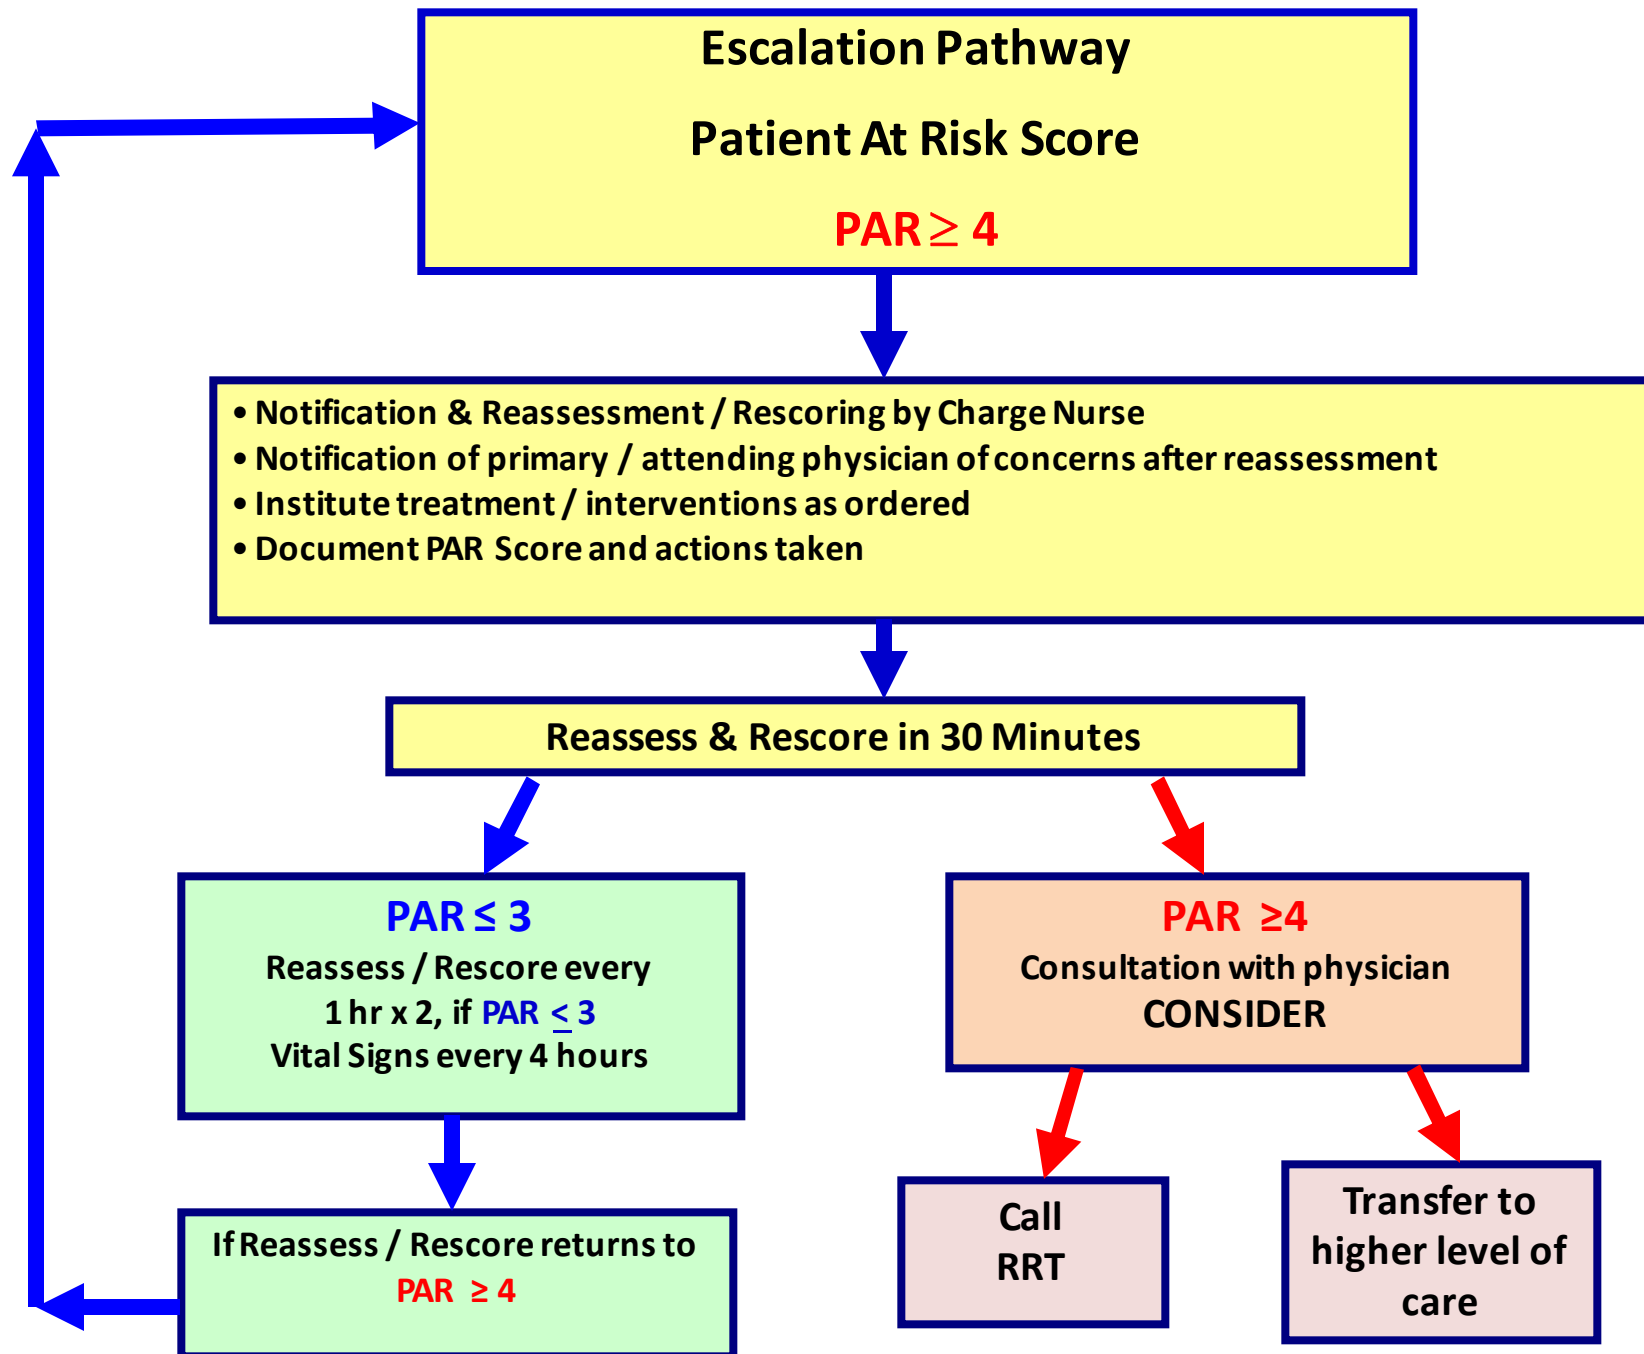 Escalation Pathway
Patient At Risk Score
PAR ≥ 4
• Notification & Reassessment / Rescoring by Charge Nurse
• Notification of primary / attending physician of concerns after reassessment
• Institute treatment / interventions as ordered
• Document PAR Score and actions taken
Reassess & Rescore in 30 Minutes
PAR ≤ 3
Reassess / Rescore every
1 hr x 2, if PAR ≤ 3
Vital Signs every 4 hours
PAR ≥4
Consultation with physician
CONSIDER
If Reassess / Rescore returns to
PAR ≥ 4
Call
RRT
Transfer to
higher level of
care